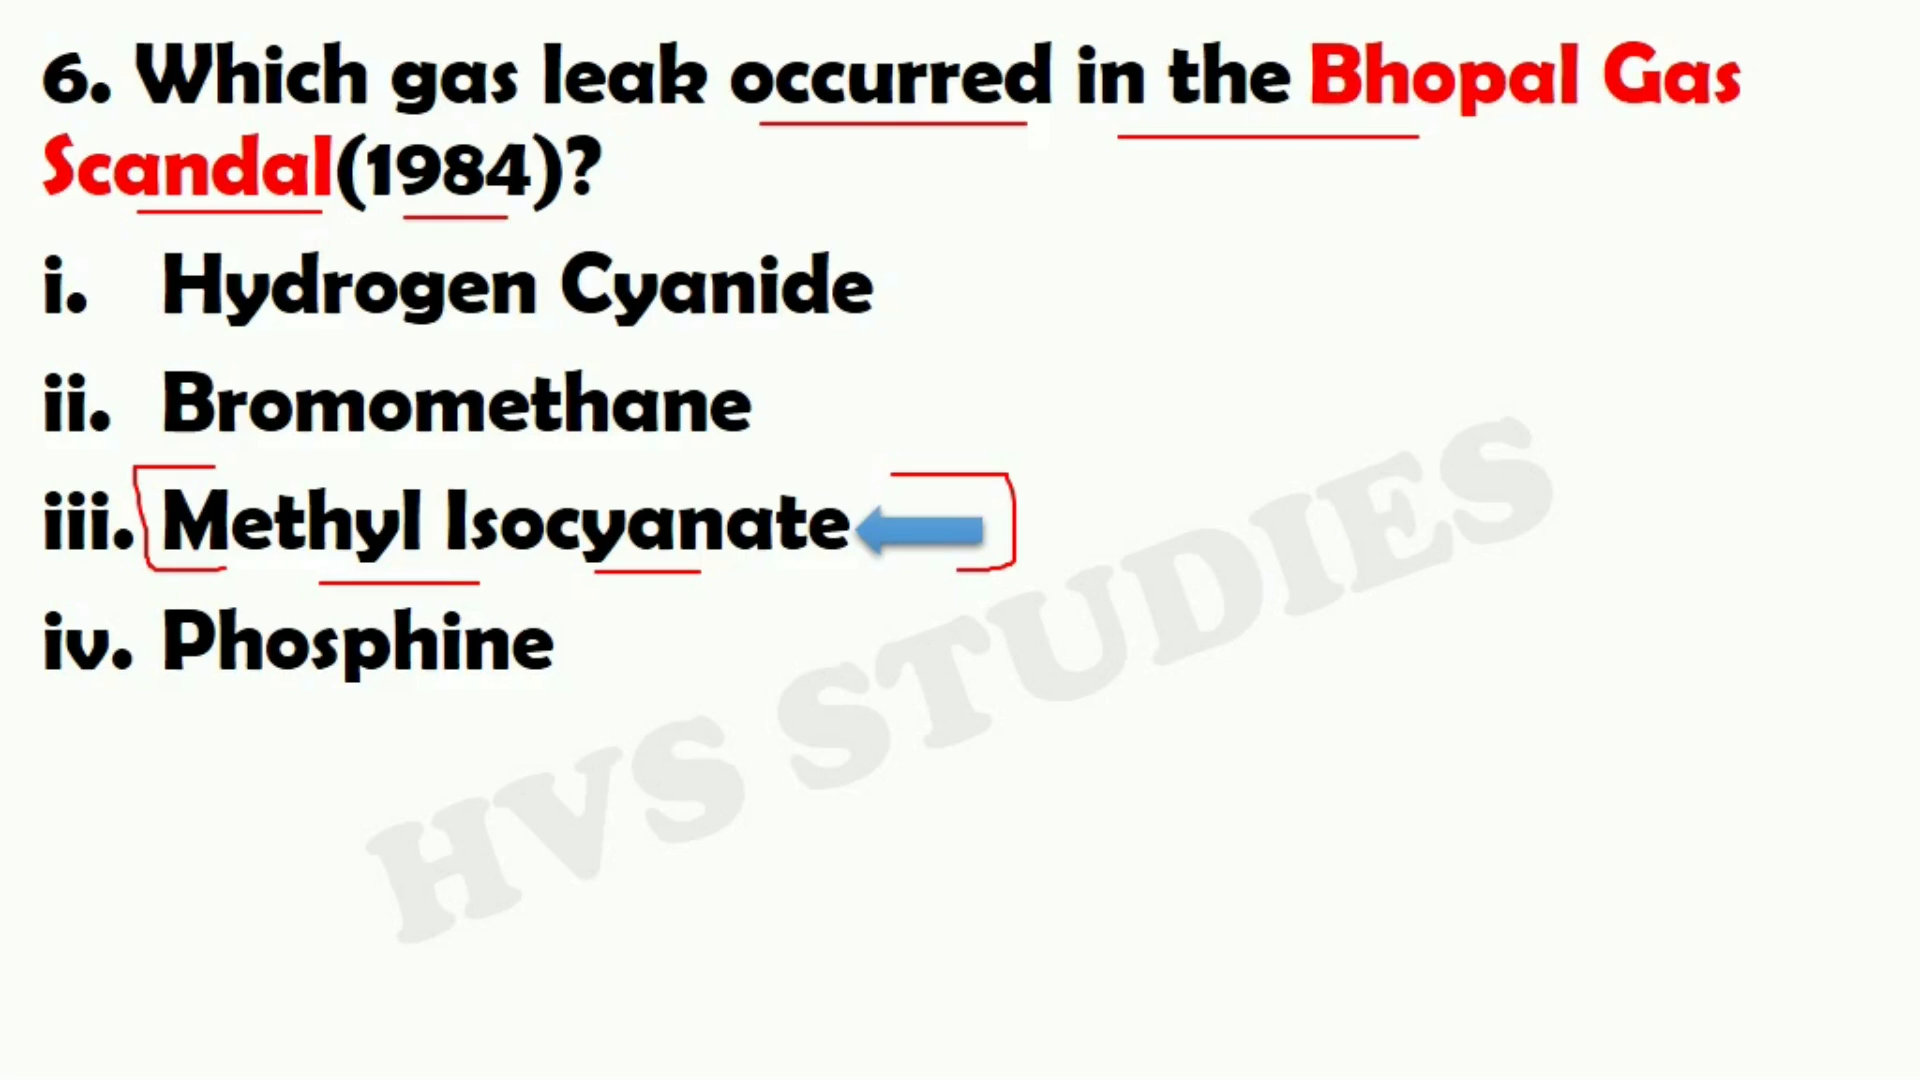 6. Which gas leak occurred in the Bhopal Gas
Scandal(1984)?
i. Hydrogen Cyanide
ii. Bromomethane
iii. Methyl Isocyanate
iv. Phosphine
HVS STUDIES